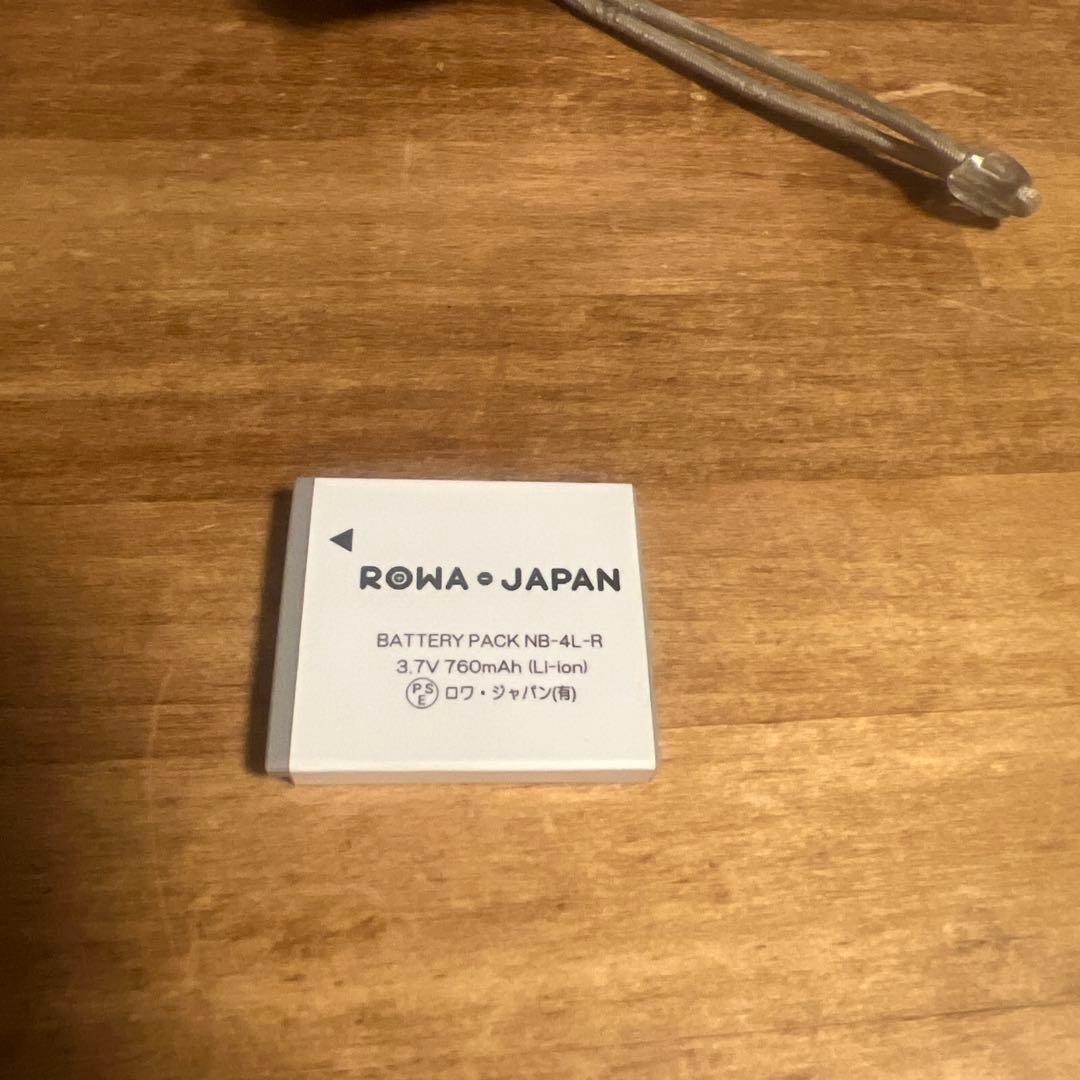 ROWA・JAPAN
BATTERY PACK NB-4L-R
3.7V 760mAh (Li-ion)
PSE ロワ・ジャパン(有)